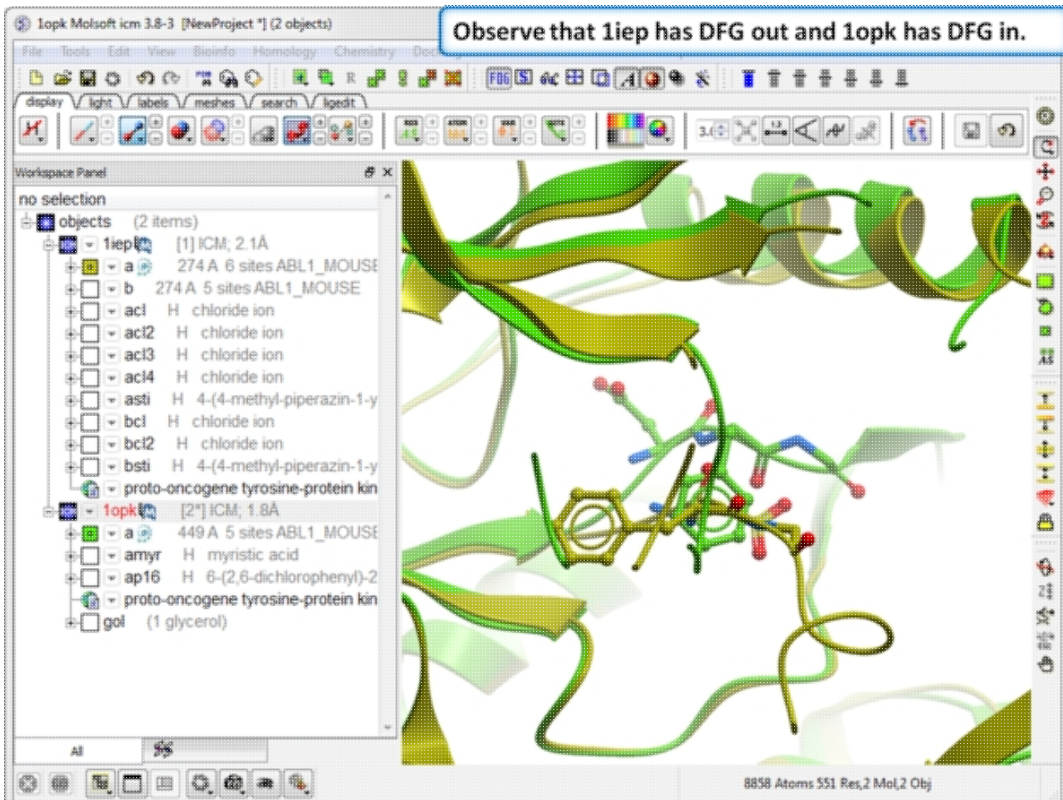 1opk Molsoft icm 3.8-3 [NewProject *] (2 objects)
Observe that 1iep has DFG out and 1opk has DFG in.
File Tools Edit View Bioinfo Homology Chemistry
display light labels meshes search ligedit
Workspace Panel
no selection
objects (2 items)
1iep [1] ICM; 2.1Å
a 274 A 6 sites ABL1_MOUSE
b 274 A 5 sites ABL1_MOUSE
acl H chloride ion
acl2 H chloride ion
acl3 H chloride ion
acl4 H chloride ion
asti H 4-(4-methyl-piperazin-1-y
bcl H chloride ion
bcl2 H chloride ion
bsti H 4-(4-methyl-piperazin-1-y
proto-oncogene tyrosine-protein kin
1opk [2*] ICM; 1.8Å
a 449 A 5 sites ABL1_MOUSE
amyr H myristic acid
ap16 H 6-(2,6-dichlorophenyl)-2
proto-oncogene tyrosine-protein kin
gol (1 glycerol)
All
8858 Atoms 551 Res,2 Mol,2 Obj